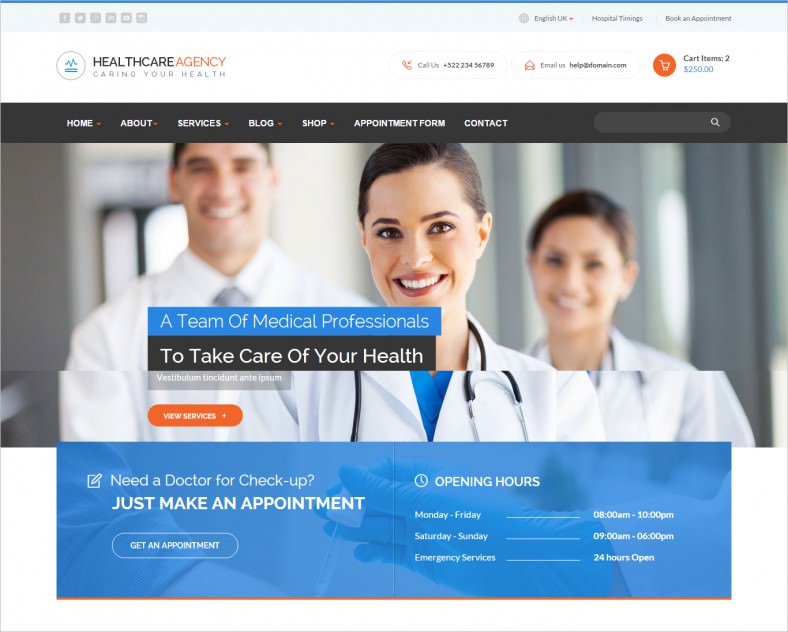 English UK
Hospital Timings
Book an Appointment
HEALTHCARE AGENCY
CARING YOUR HEALTH
Call Us +522 234 56789
Email us help@domain.com
Cart Items: 2
$250.00
HOME
ABOUT
SERVICES
BLOG
SHOP
APPOINTMENT FORM
CONTACT
A Team Of Medical Professionals
To Take Care Of Your Health
Vestibulum tincidunt ante ipsum
VIEW SERVICES +
Need a Doctor for Check-up?
JUST MAKE AN APPOINTMENT
GET AN APPOINTMENT
OPENING HOURS
Monday - Friday 08:00am - 10:00pm
Saturday - Sunday 09:00am - 06:00pm
Emergency Services 24 hours Open